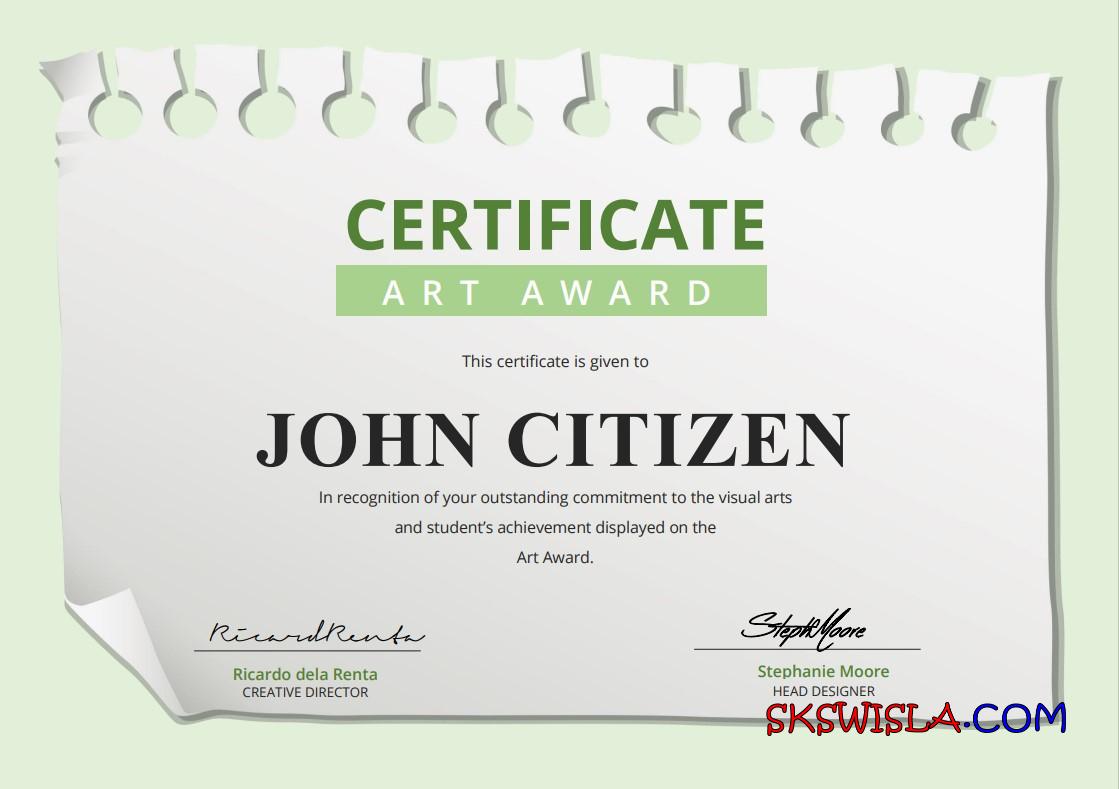 CERTIFICATE
ART AWARD
This certificate is given to
JOHN CITIZEN
In recognition of your outstanding commitment to the visual arts
and student’s achievement displayed on the
Art Award.
RicardRenta
StephMoore
Ricardo dela Renta
Stephanie Moore
CREATIVE DIRECTOR
HEAD DESIGNER
SKSWISLA.COM